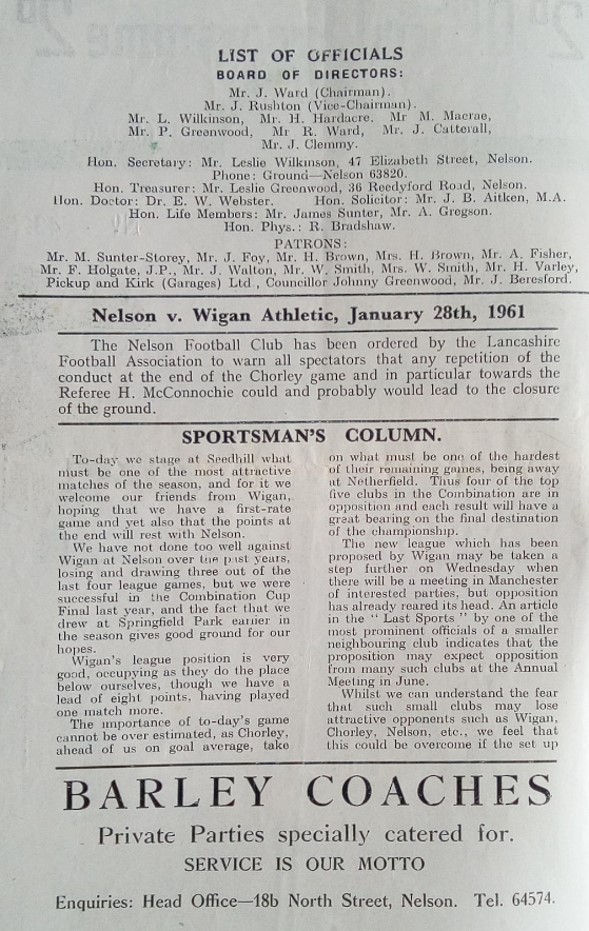 LIST OF OFFICIALS
BOARD OF DIRECTORS:
Mr. J. Ward (Chairman).
Mr. J. Rushton (Vice-Chairman).
Mr. L. Wilkinson, Mr. H. Hardacre. Mr M. Macrae,
Mr. P. Greenwood, Mr R. Ward, Mr. J. Catterall,
Mr. J. Clemmy.
Hon. Secretary: Mr. Leslie Wilkinson, 47 Elizabeth Street, Nelson.
Phone: Ground—Nelson 63820.
Hon. Treasurer: Mr. Leslie Greenwood, 36 Reedyford Road, Nelson.
Hon. Doctor: Dr. E. W. Webster. Hon. Solicitor: Mr. J. B. Aitken, M.A.
Hon. Life Members: Mr. James Sunter, Mr. A. Gregson.
Hon. Phys.: R. Bradshaw.
PATRONS:
Mr. M. Sunter-Storey, Mr. J. Foy, Mr. H. Brown, Mrs. H. Brown, Mr. A. Fisher,
Mr. F. Holgate, J.P., Mr. J. Walton, Mr. W. Smith, Mrs. W. Smith, Mr. H. Varley,
Pickup and Kirk (Garages) Ltd., Councillor Johnny Greenwood, Mr. J. Beresford.
Nelson v. Wigan Athletic, January 28th, 1961
The Nelson Football Club has been ordered by the Lancashire
Football Association to warn all spectators that any repetition of the
conduct at the end of the Chorley game and in particular towards the
Referee H. McConnochie could and probably would lead to the closure
of the ground.
SPORTSMAN'S COLUMN.
To-day we stage at Seedhill what
must be one of the most attractive
matches of the season, and for it we
welcome our friends from Wigan,
hoping that we have a first-rate
game and yet also that the points at
the end will rest with Nelson.
We have not done too well against
Wigan at Nelson over the past years,
losing and drawing three out of the
last four league games, but we were
successful in the Combination Cup
Final last year, and the fact that we
drew at Springfield Park earlier in
the season gives good ground for our
hopes.
Wigan's league position is very
good, occupying as they do the place
below ourselves, though we have a
lead of eight points, having played
one match more.
The importance of to-day's game
cannot be over estimated, as Chorley,
ahead of us on goal average, take
on what must be one of the hardest
of their remaining games, being away
at Netherfield. Thus four of the top
five clubs in the Combination are in
opposition and each result will have a
great bearing on the final destination
of the championship.
The new league which has been
proposed by Wigan may be taken a
step further on Wednesday when
there will be a meeting in Manchester
of interested parties, but opposition
has already reared its head. An article
in the " Last Sports " by one of the
most prominent officials of a smaller
neighbouring club indicates that the
proposition may expect opposition
from many such clubs at the Annual
Meeting in June.
Whilst we can understand the fear
that such small clubs may lose
attractive opponents such as Wigan,
Chorley, Nelson, etc., we feel that
this could be overcome if the set up
BARLEY COACHES
Private Parties specially catered for.
SERVICE IS OUR MOTTO
Enquiries: Head Office—18b North Street, Nelson. Tel. 64574.